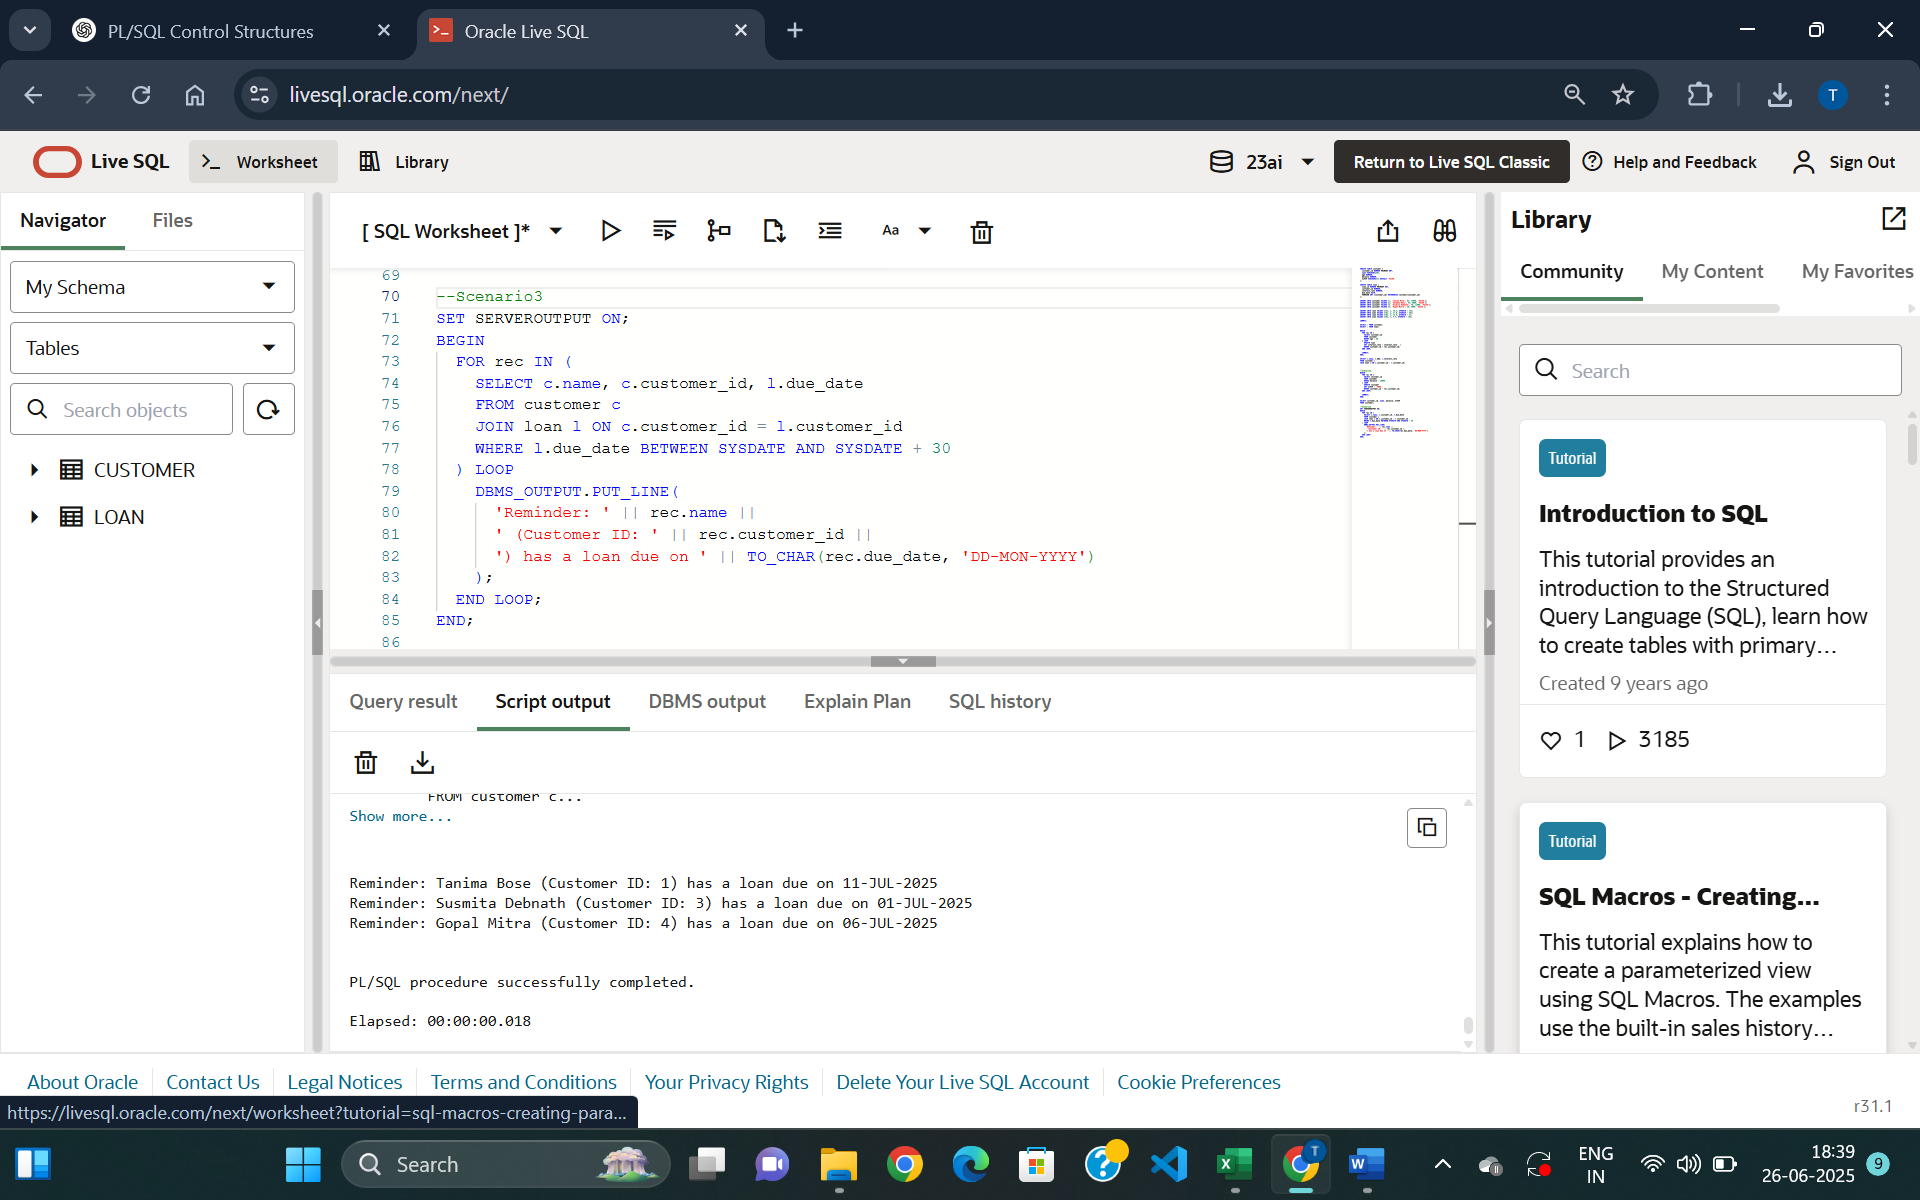 PL/SQL Control Structures
Oracle Live SQL
livesql.oracle.com/next/
T
Live SQL
Worksheet
Library
23ai
Return to Live SQL Classic
Help and Feedback
Sign Out
Navigator
Files
My Schema
Tables
Search objects
CUSTOMER
LOAN
[ SQL Worksheet ]*
Aa
69
70 --Scenario3
71 SET SERVEROUTPUT ON;
72 BEGIN
73 FOR rec IN (
74 SELECT c.name, c.customer_id, l.due_date
75 FROM customer c
76 JOIN loan l ON c.customer_id = l.customer_id
77 WHERE l.due_date BETWEEN SYSDATE AND SYSDATE + 30
78 ) LOOP
79 DBMS_OUTPUT.PUT_LINE(
80 'Reminder: ' || rec.name ||
81 ' (Customer ID: ' || rec.customer_id ||
82 ') has a loan due on ' || TO_CHAR(rec.due_date, 'DD-MON-YYYY')
83 );
84 END LOOP;
85 END;
86
Query result
Script output
DBMS output
Explain Plan
SQL history
FROM customer c...
Show more...
Reminder: Tanima Bose (Customer ID: 1) has a loan due on 11-JUL-2025
Reminder: Susmita Debnath (Customer ID: 3) has a loan due on 01-JUL-2025
Reminder: Gopal Mitra (Customer ID: 4) has a loan due on 06-JUL-2025
PL/SQL procedure successfully completed.
Elapsed: 00:00:00.018
Library
Community
My Content
My Favorites
Search
Tutorial
Introduction to SQL
This tutorial provides an
introduction to the Structured
Query Language (SQL), learn how
to create tables with primary...
Created 9 years ago
1
3185
Tutorial
SQL Macros - Creating...
This tutorial explains how to
create a parameterized view
using SQL Macros. The examples
use the built-in sales history...
About Oracle
Contact Us
Legal Notices
Terms and Conditions
Your Privacy Rights
Delete Your Live SQL Account
Cookie Preferences
r31.1
https://livesql.oracle.com/next/worksheet?tutorial=sql-macros-creating-para...
Search
T
ENG
IN
18:39
26-06-2025
9